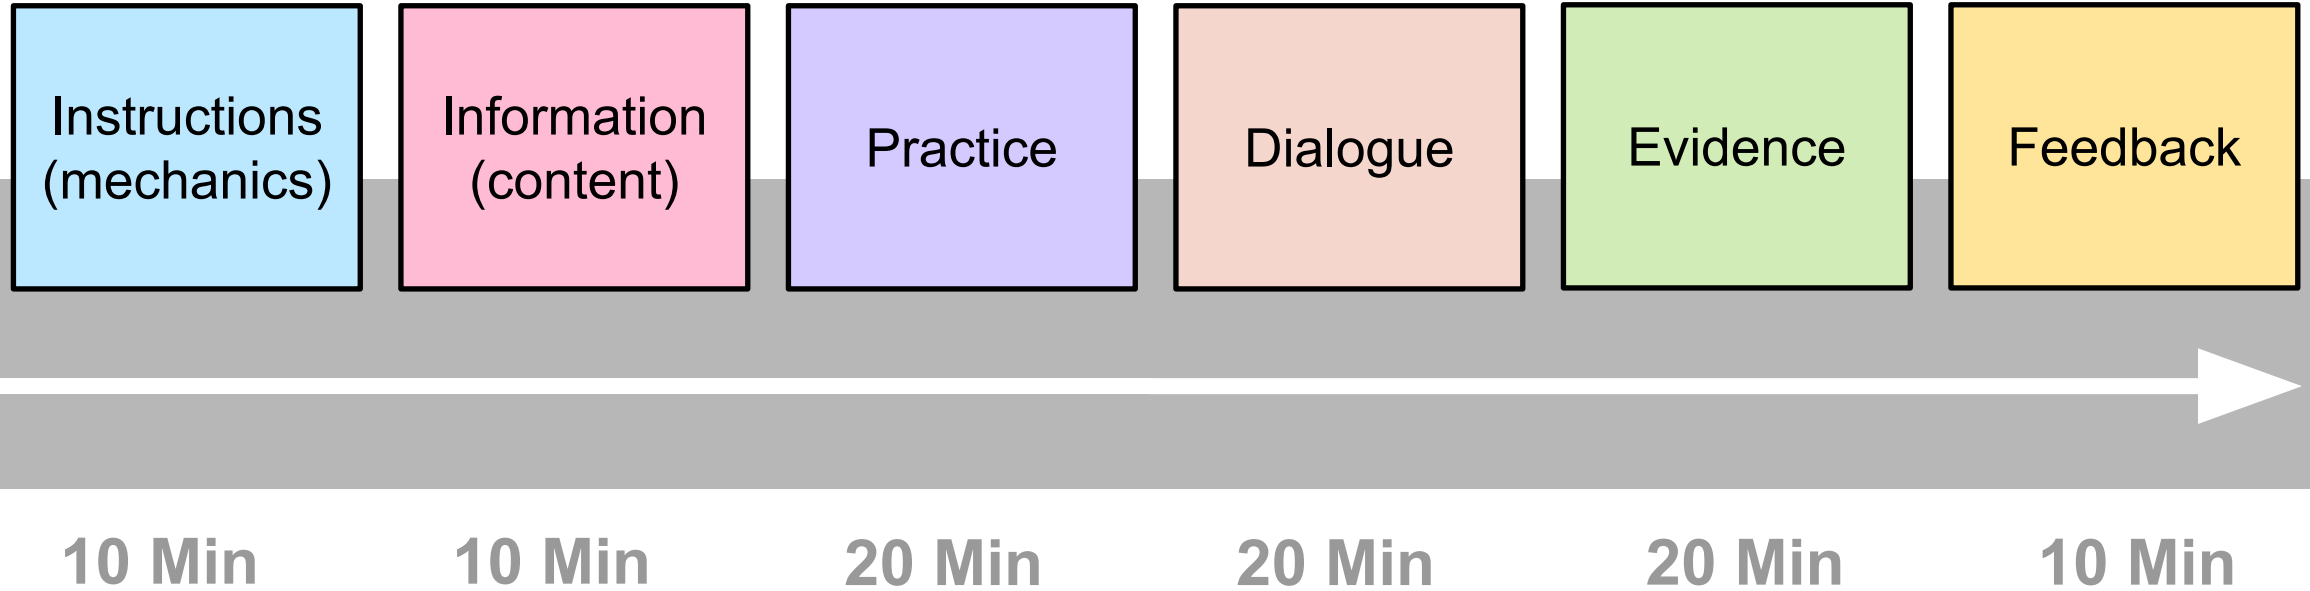 Instructions
(mechanics)
Information
(content)
Practice
Dialogue
Evidence
Feedback
10 Min
10 Min
20 Min
20 Min
20 Min
10 Min